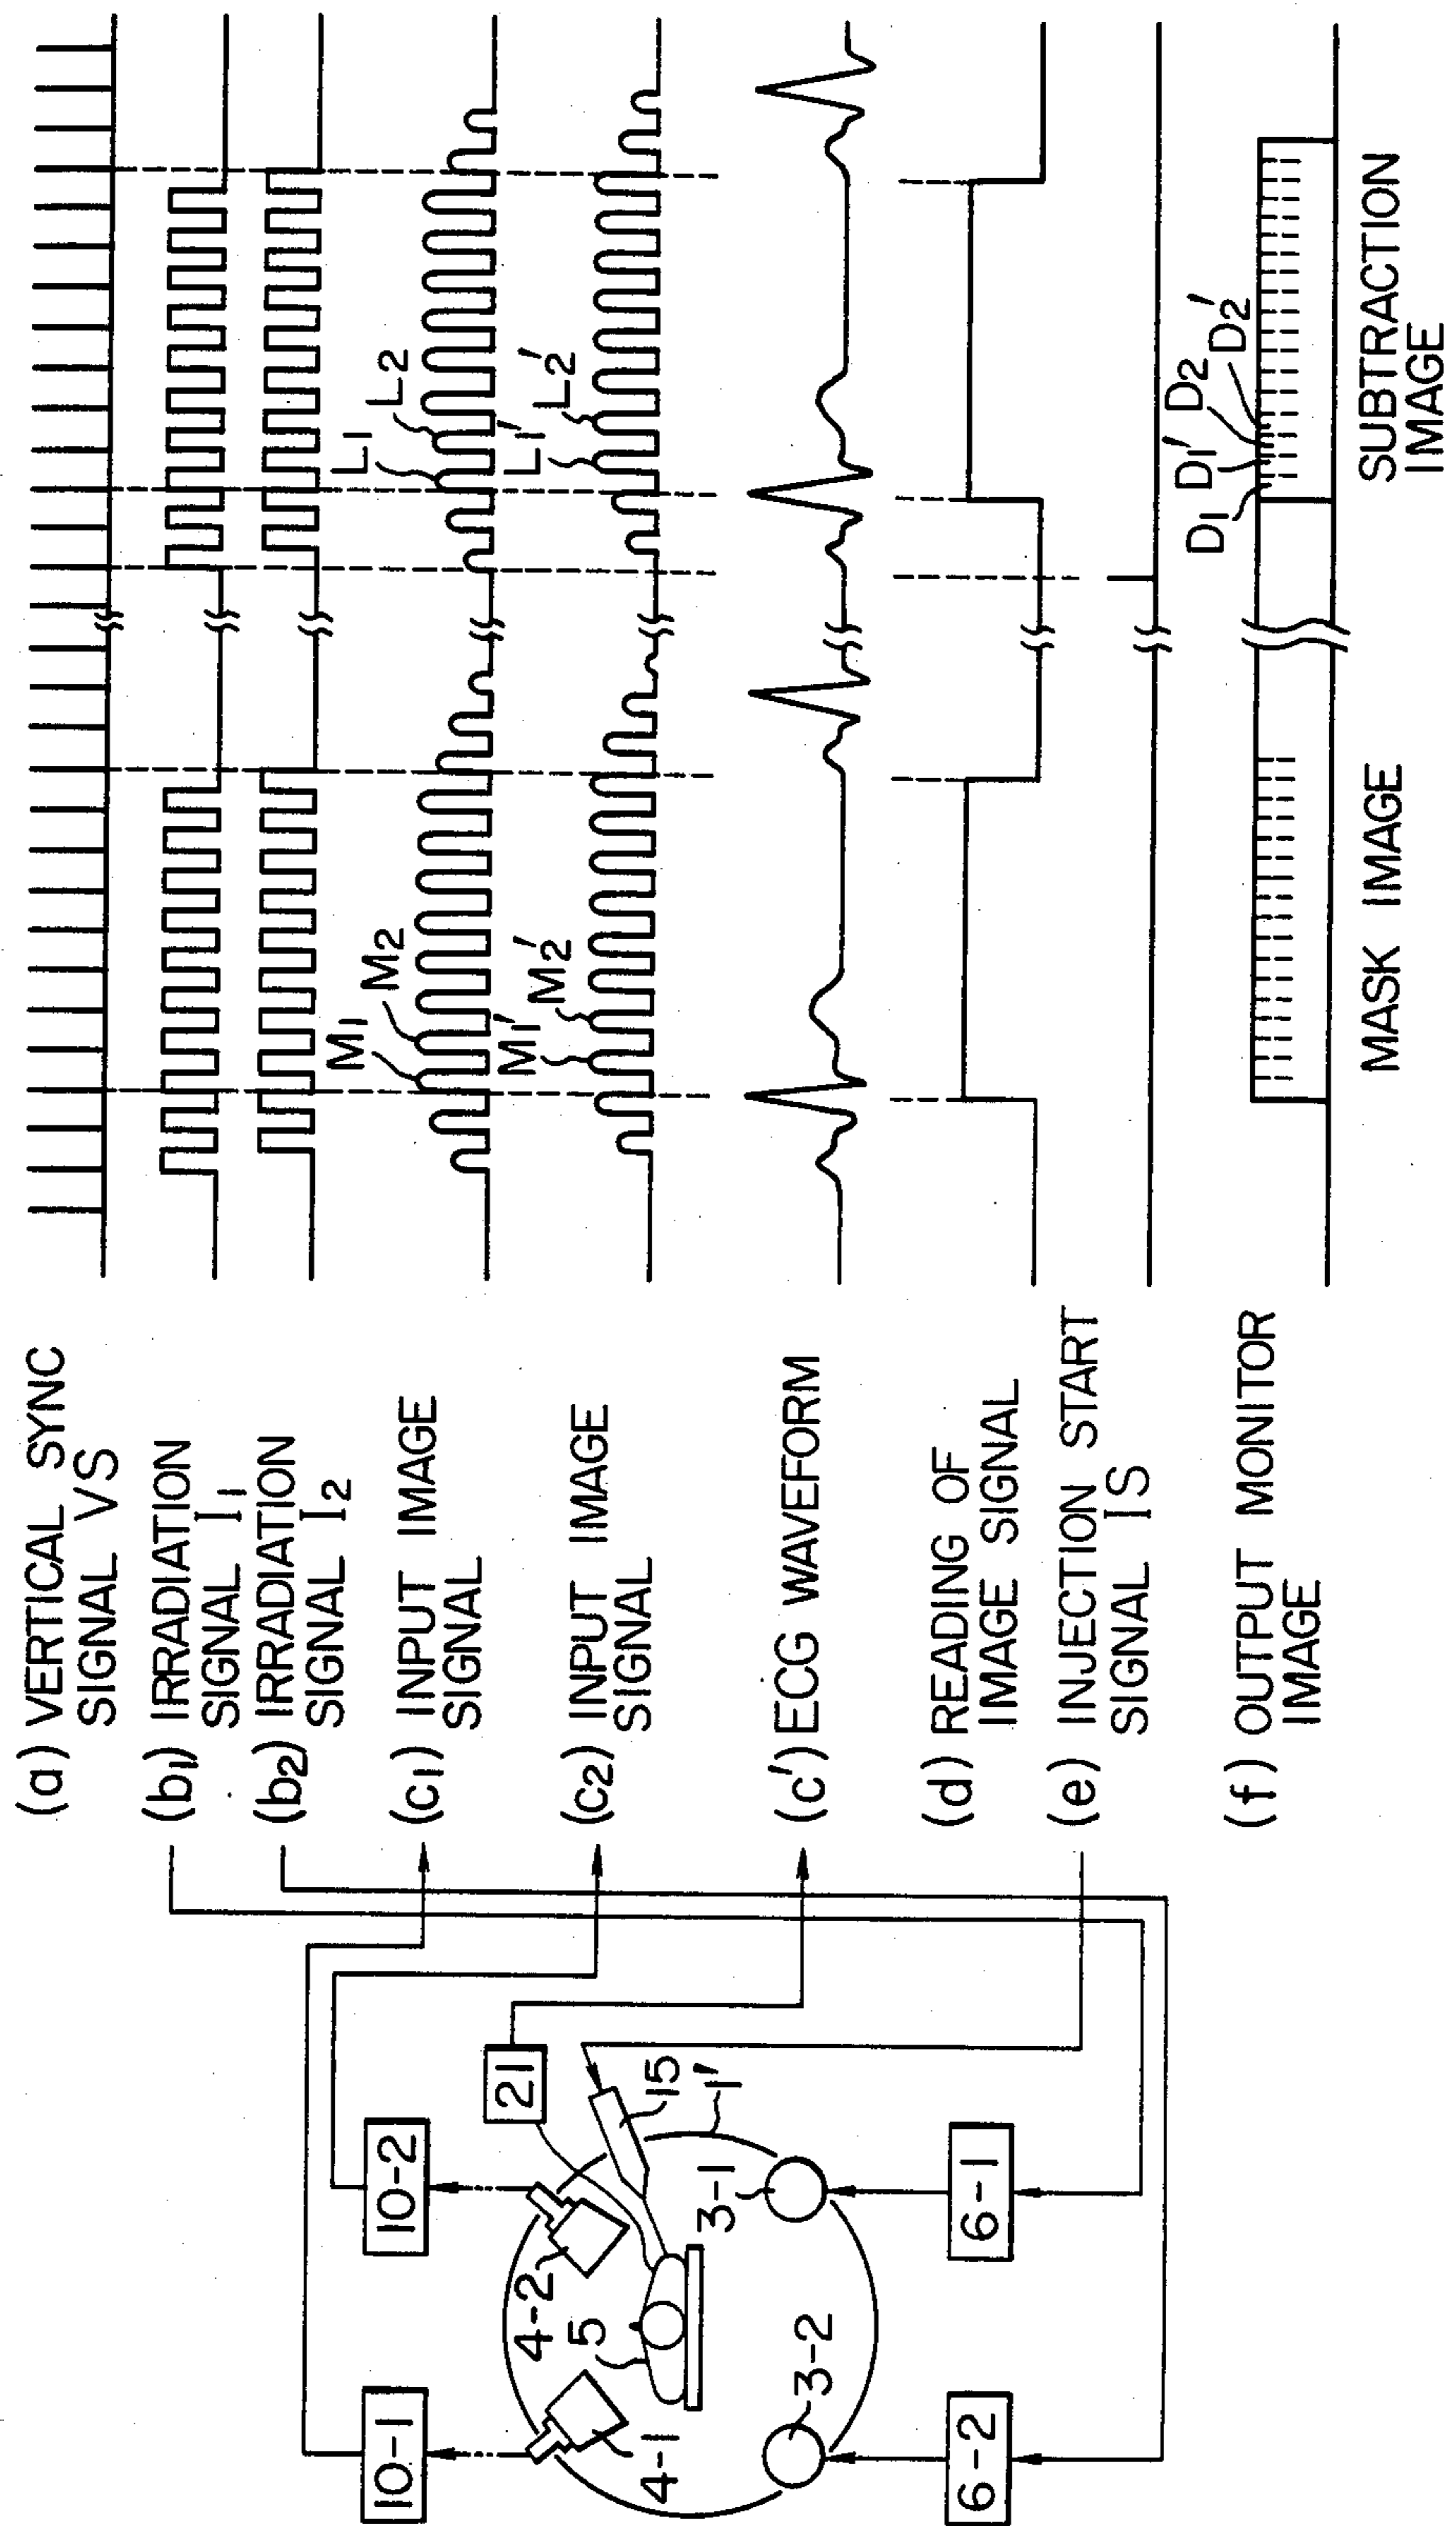 (a) VERTICAL SYNC
SIGNAL VS
(b1) IRRADIATION
SIGNAL I1
(b2) IRRADIATION
SIGNAL I2
(c1) INPUT IMAGE
SIGNAL
(c2) INPUT IMAGE
SIGNAL
(c') ECG WAVEFORM
(d) READING OF
IMAGE SIGNAL
(e) INJECTION START
SIGNAL IS
(f) OUTPUT MONITOR
IMAGE
M1
M2
M1'
M2'
L1
L2
L1'
L2'
D1
D1'
D2
D2'
MASK IMAGE
SUBTRACTION
IMAGE
10-1
10-2
21
4-1
4-2
5
15
1'
3-1
3-2
6-1
6-2